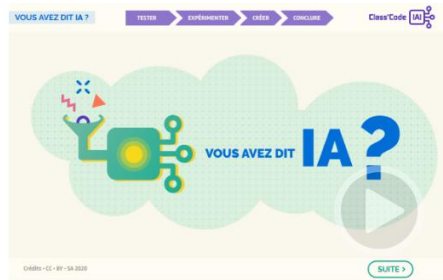 VOUS AVEZ DIT IA ?
TESTER
EXPÉRIMENTER
CRÉER
CONCLURE
Class'Code IAI
VOUS AVEZ DIT IA ?
Crédits • CC • BY • SA 2020
SUITE >